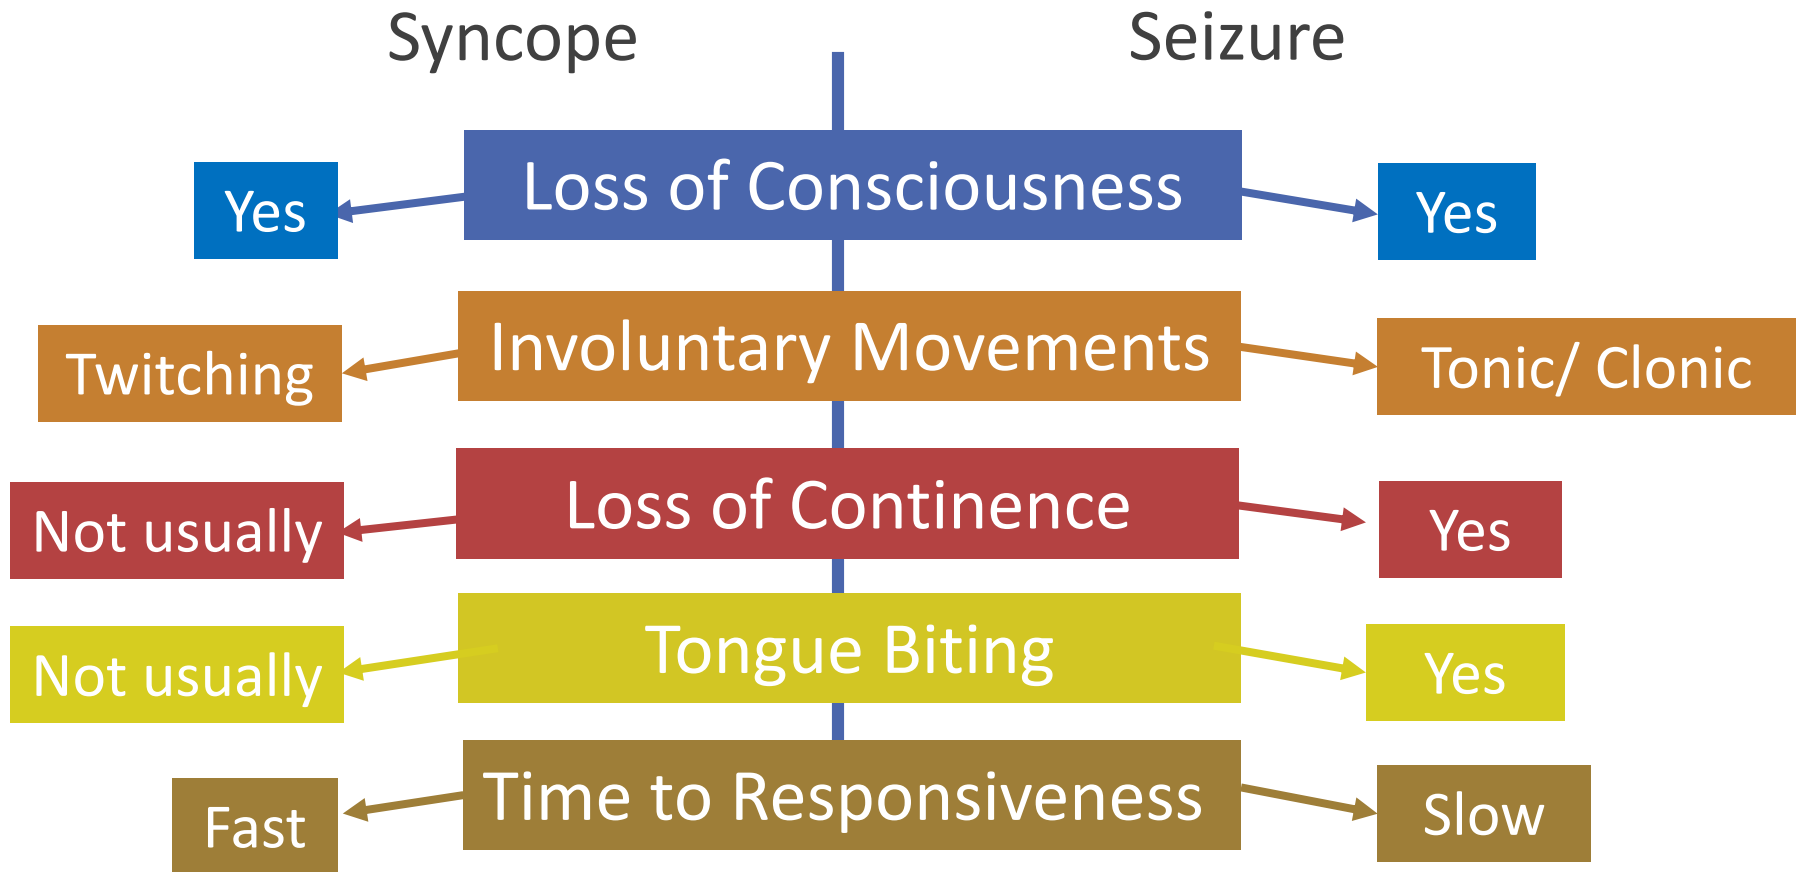 Syncope
Seizure
Yes
Loss of Consciousness
Yes
Twitching
Involuntary Movements
Tonic/ Clonic
Not usually
Loss of Continence
Yes
Not usually
Tongue Biting
Yes
Fast
Time to Responsiveness
Slow